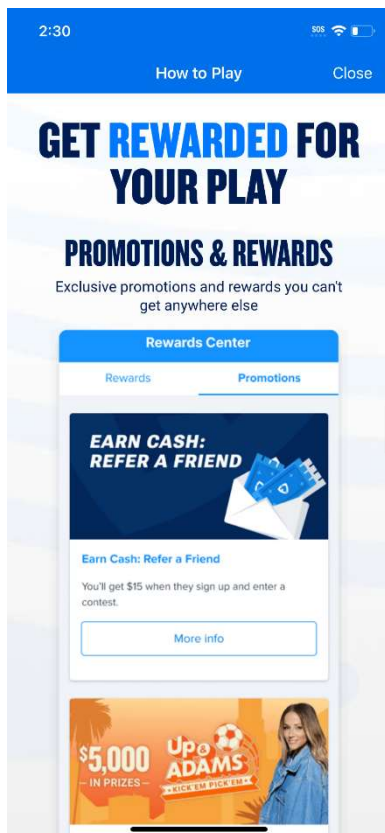 2:30
SOS
How to Play
Close
GET REWARDED FOR
YOUR PLAY
PROMOTIONS & REWARDS
Exclusive promotions and rewards you can't
get anywhere else
Rewards Center
Rewards
Promotions
EARN CASH:
REFER A FRIEND
Earn Cash: Refer a Friend
You'll get $15 when they sign up and enter a
contest.
More info
$5,000
IN PRIZES
Up &
ADAMS
KICK'EM PICK'EM